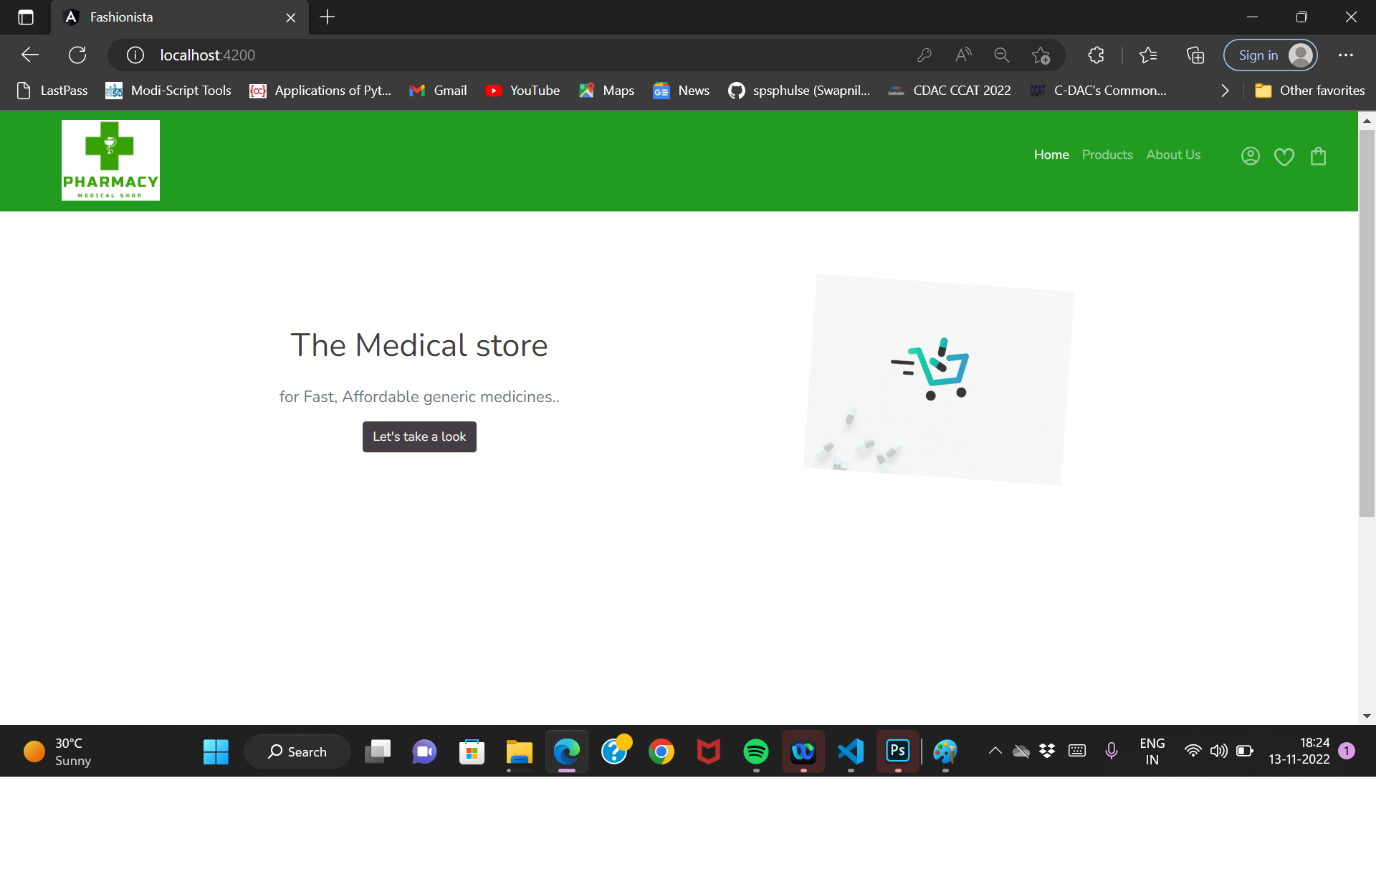 Fashionista
localhost:4200
Sign in
LastPass
Modi-Script Tools
Applications of Pyt...
Gmail
YouTube
Maps
News
spsphulse (Swapnil...
CDAC CCAT 2022
C-DAC's Common...
Other favorites
PHARMACY
MEDICAL SHOP
Home
Products
About Us
The Medical store
for Fast, Affordable generic medicines..
Let's take a look
30°C
Sunny
Search
Ps
ENG
IN
18:24
13-11-2022
1